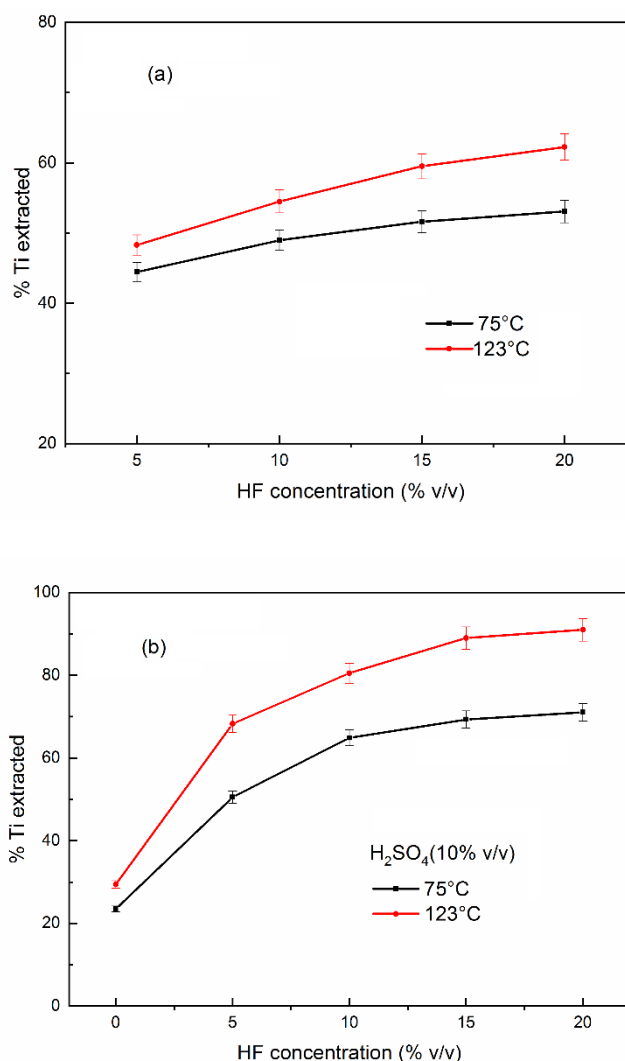 (a)
80
60
40
20
% Ti extracted
75°C
123°C
5
10
15
20
HF concentration (% v/v)
(b)
100
80
60
40
20
0
% Ti extracted
H₂SO₄(10% v/v)
75°C
123°C
0
5
10
15
20
HF concentration (% v/v)